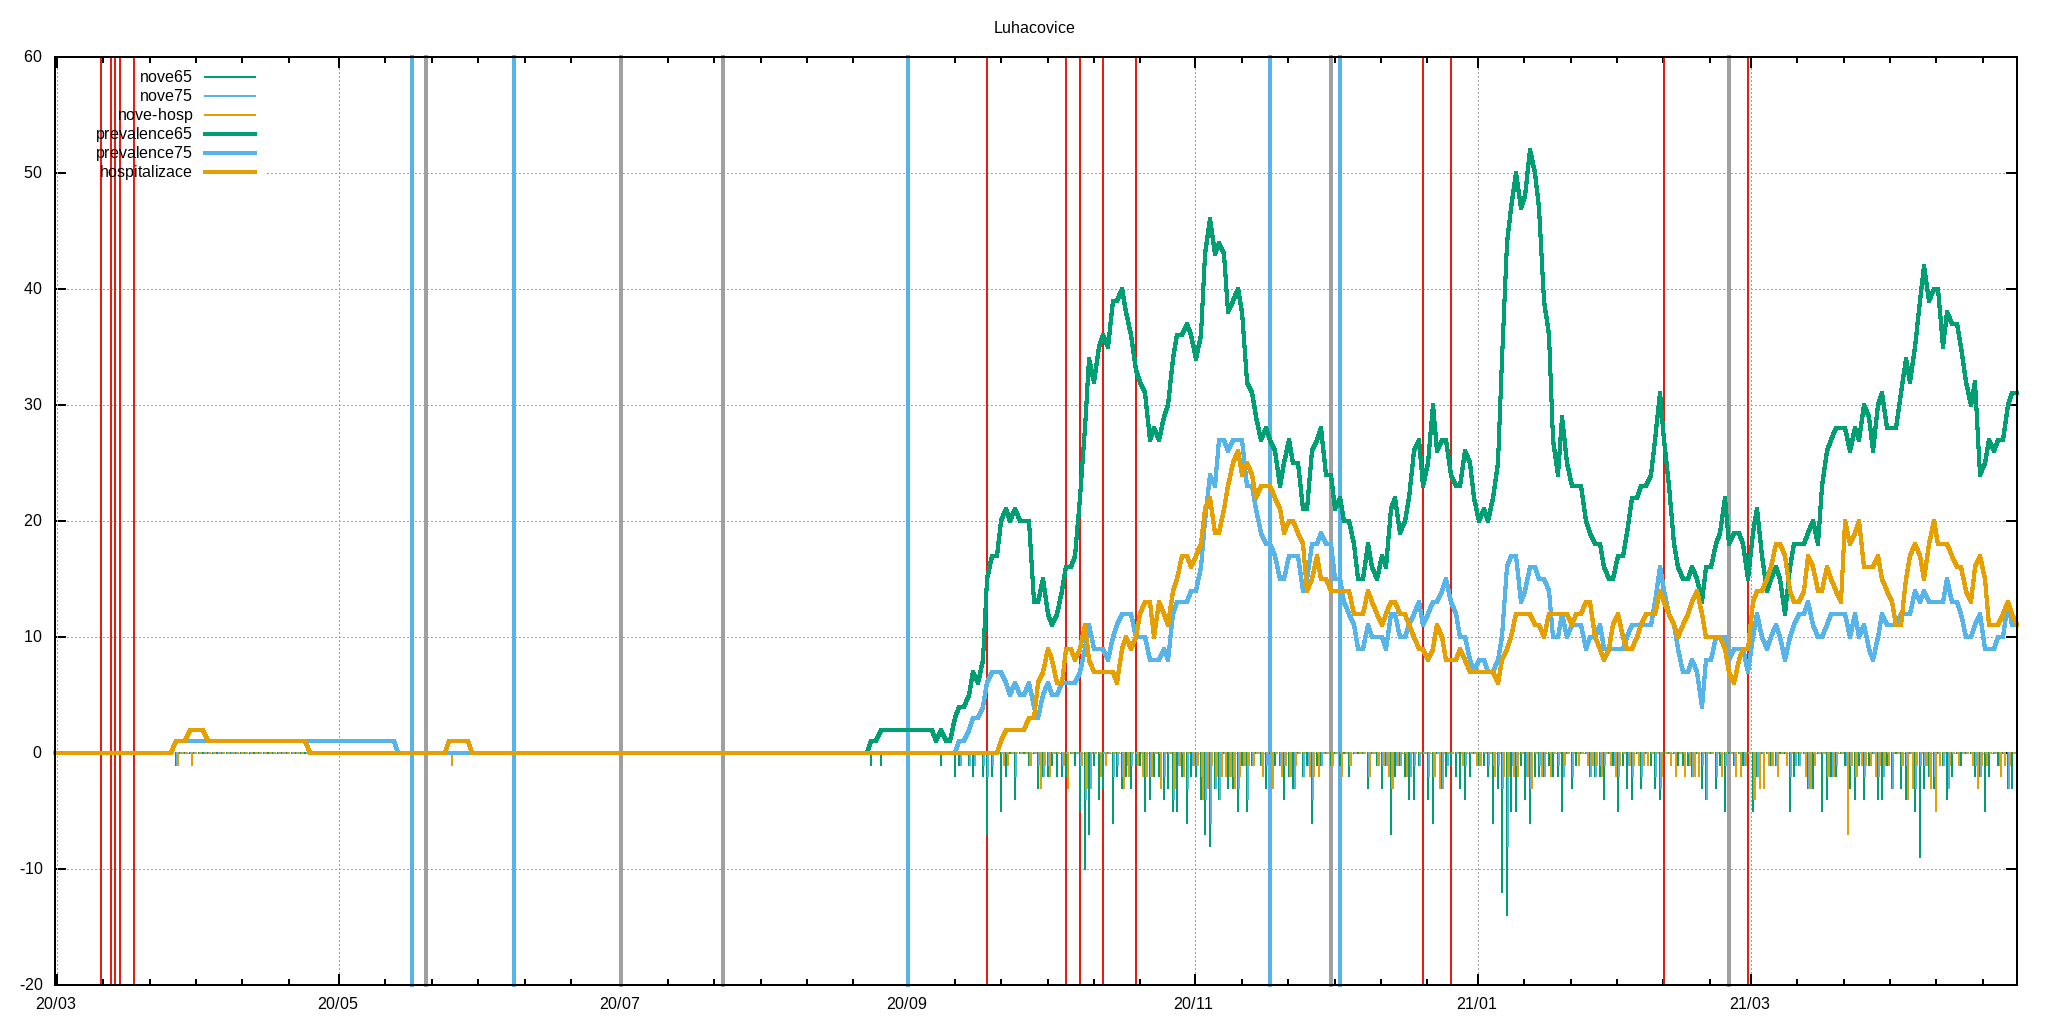 Luhacovice
60
50
40
30
20
10
0
-10
-20
nove65
nove75
nove-hosp
prevalence65
prevalence75
hospitalizace
20/03 20/05 20/07 20/09 20/11 21/01 21/03